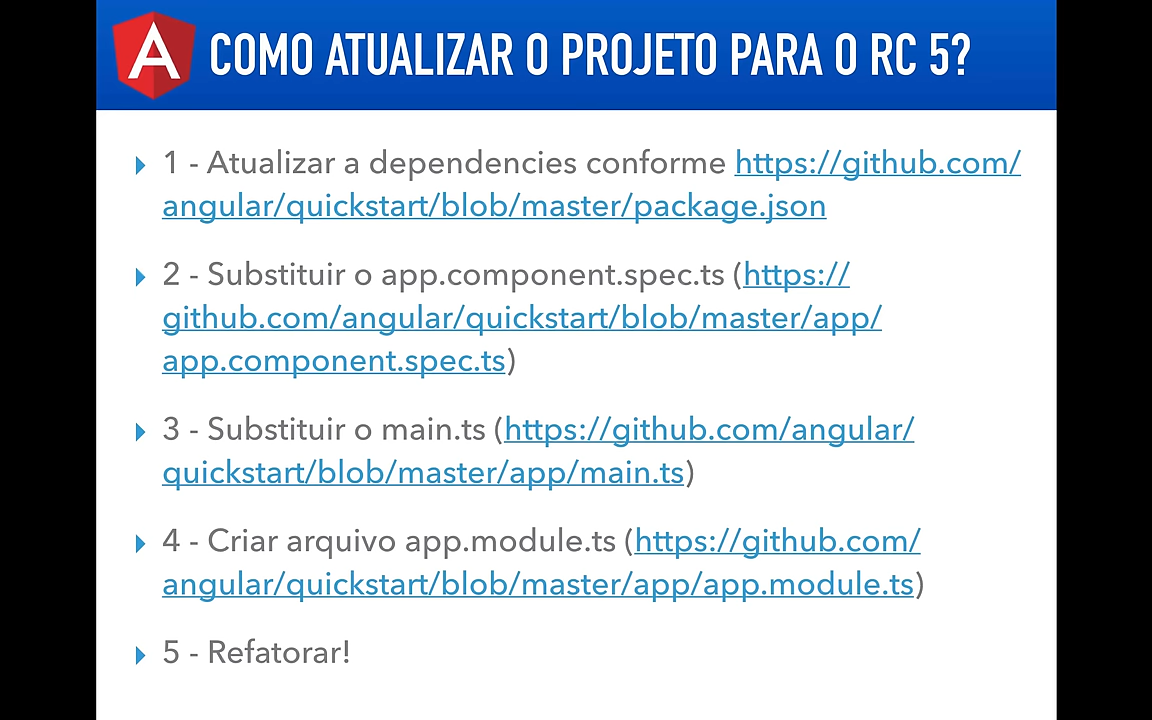 A COMO ATUALIZAR O PROJETO PARA O RC 5?
1 - Atualizar a dependencies conforme https://github.com/
angular/quickstart/blob/master/package.json
2 - Substituir o app.component.spec.ts (https://
github.com/angular/quickstart/blob/master/app/
app.component.spec.ts)
3 - Substituir o main.ts (https://github.com/angular/
quickstart/blob/master/app/main.ts)
4 - Criar arquivo app.module.ts (https://github.com/
angular/quickstart/blob/master/app/app.module.ts)
5 - Refatorar!